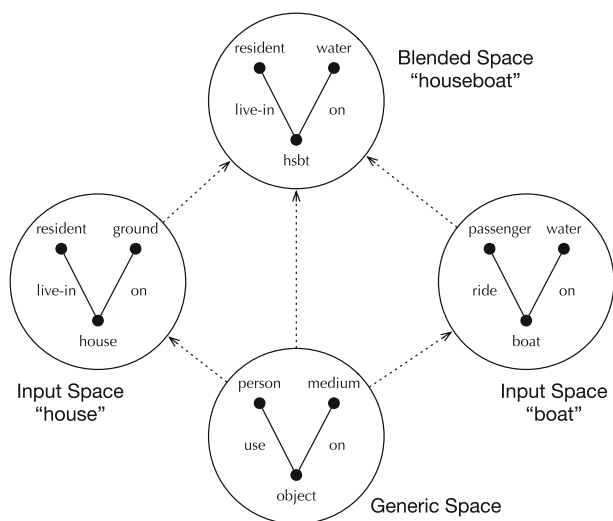 resident water
live-in on
hsbt
Blended Space
“houseboat”
resident ground
live-in on
house
Input Space
“house”
passenger water
ride on
boat
Input Space
“boat”
person medium
use on
object
Generic Space